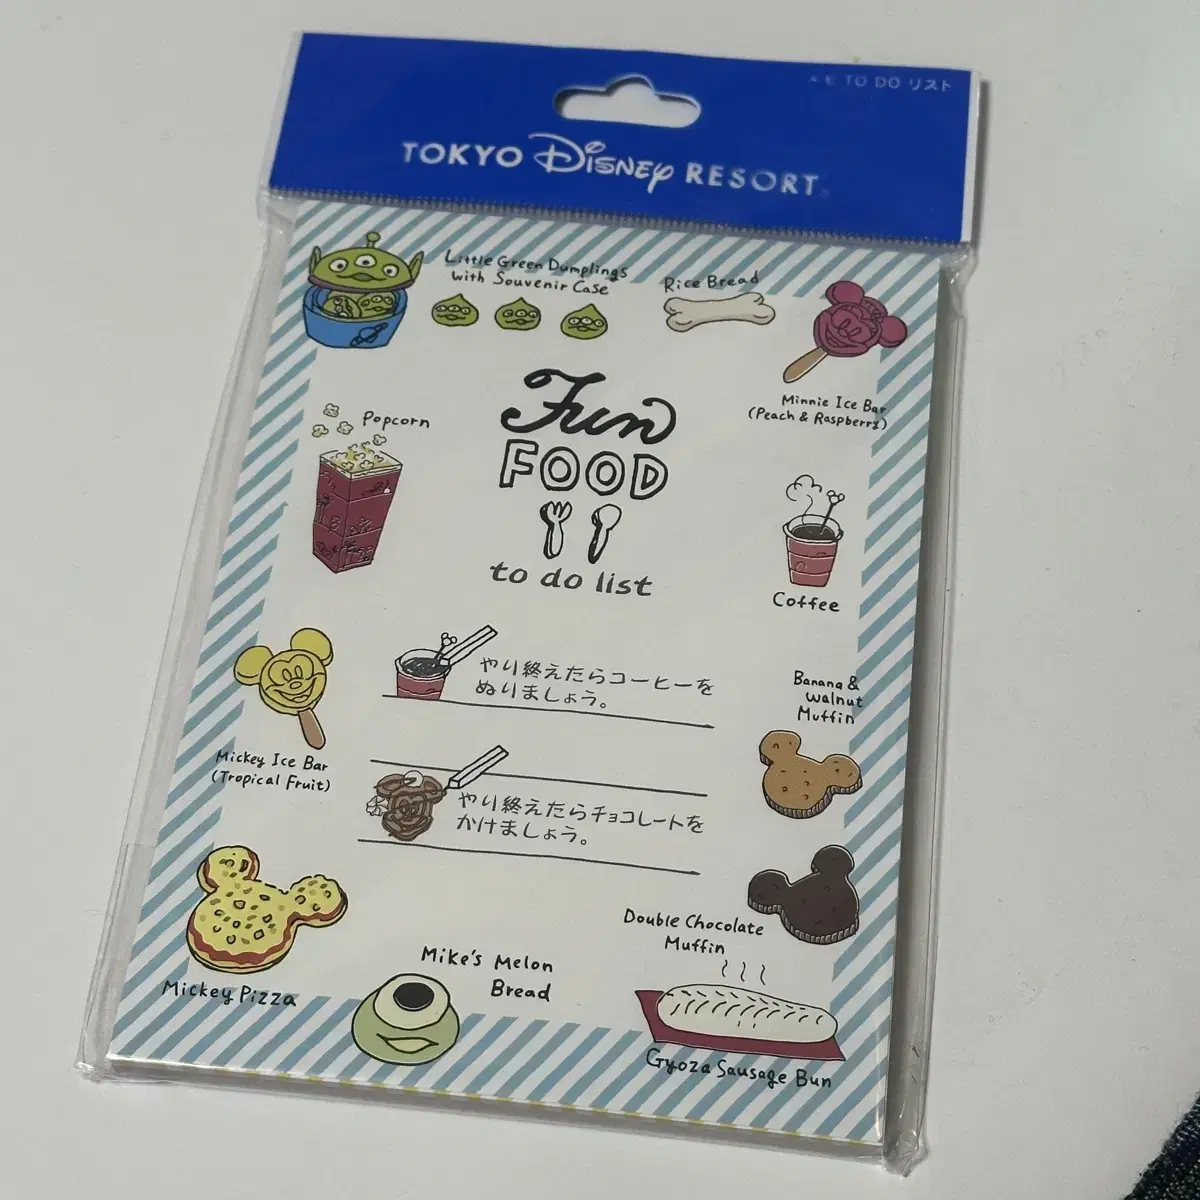 TO DO リスト
TOKYO Disney RESORT
Little Green Dumplings
with Souvenir Case
Rice Bread
Minnie Ice Bar
(Peach & Raspberry)
Popcorn
Fun
FOOD
to do list
Coffee
やり終えたらコーヒーを
ぬりましょう。
Banana &
Walnut
Muffin
Mickey Ice Bar
(Tropical Fruit)
やり終えたらチョコレートを
かけましょう。
Double Chocolate
Muffin
Mickey Pizza
Mike's Melon
Bread
Gyoza Sausage Bun